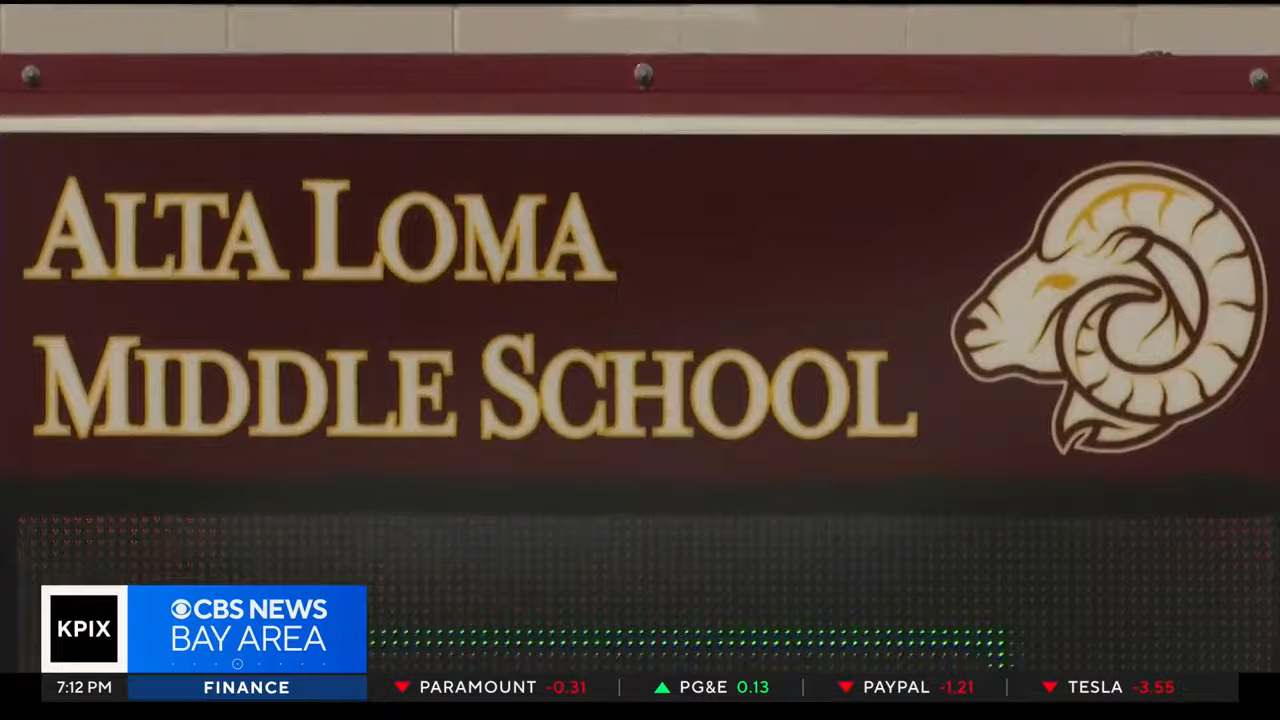 ALTA LOMA
MIDDLE SCHOOL
KPIX
CBS NEWS
BAY AREA
7:12 PM FINANCE PARAMOUNT -0.31 PG&E 0.13 PAYPAL -1.21 TESLA -3.55